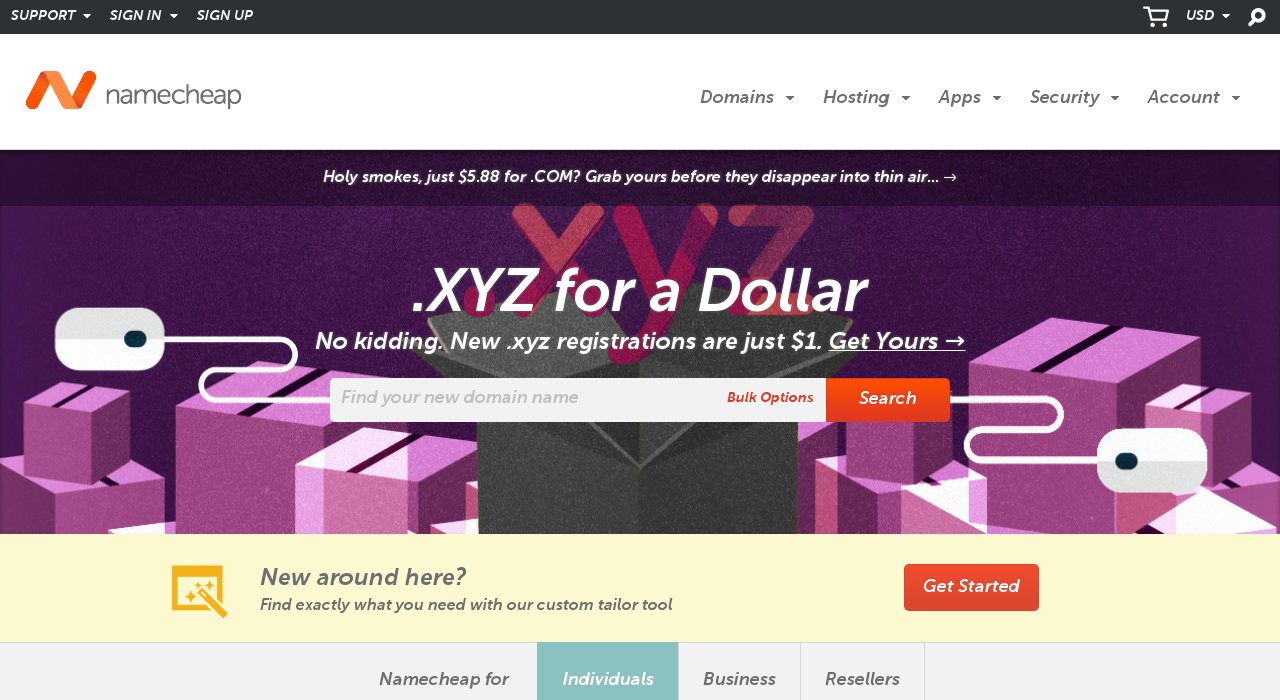 SUPPORT SIGN IN SIGN UP USD
namecheap
Domains Hosting Apps Security Account
Holy smokes, just $5.88 for .COM? Grab yours before they disappear into thin air... →
.xyz
.XYZ for a Dollar
No kidding. New .xyz registrations are just $1. Get Yours →
Find your new domain name Bulk Options Search
New around here?
Find exactly what you need with our custom tailor tool
Get Started
Namecheap for Individuals Business Resellers